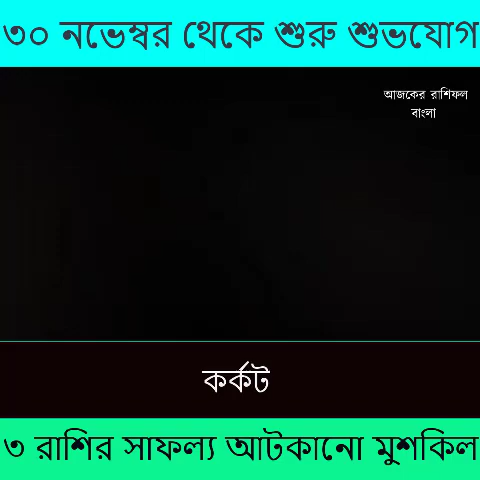 ৩০ নভেম্বর থেকে শুরু শুভযোগ
আজকের রাশিফল
বাংলা
কর্কট
৩ রাশির সাফল্য আটকানো মুশকিল